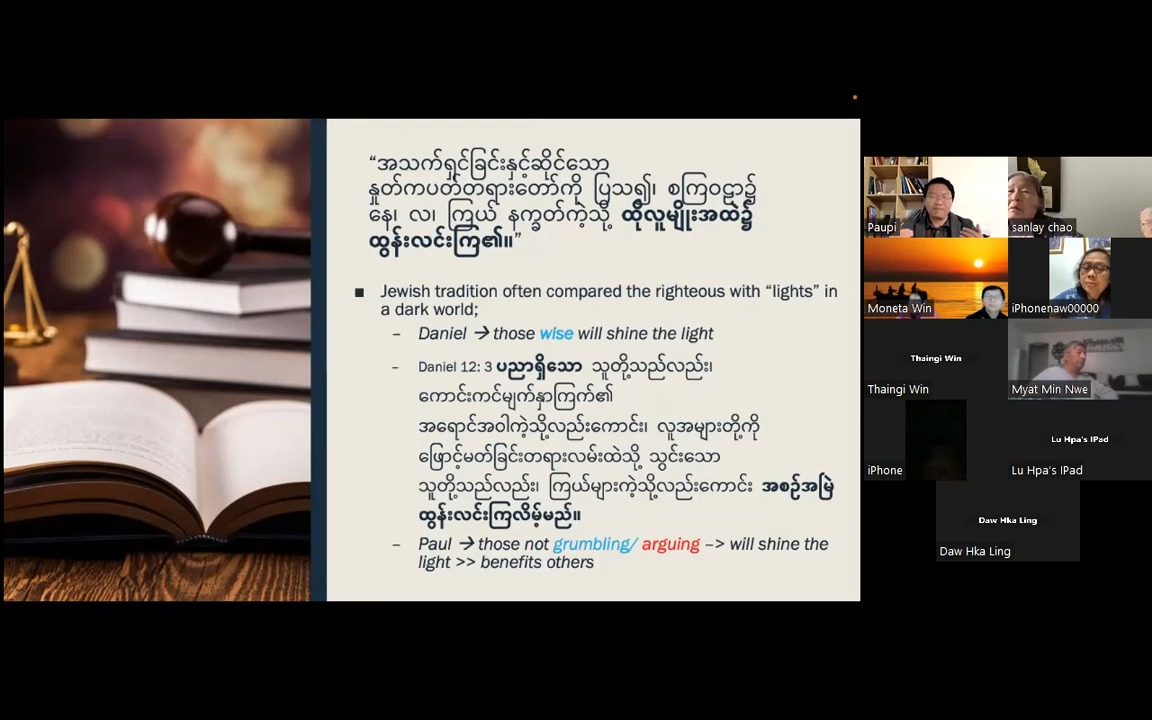 “အသက်ရှင်ခြင်းနှင့်ဆိုင်သော
နှုတ်ကပတ်တရားတော်ကို ပြသ၍၊ စကြဝဠာ၌
နေ၊ လ၊ ကြယ် နက္ခတ်ကဲ့သို့ ထိုလူမျိုးအထဲ၌
ထွန်းလင်းကြ၏။”
■ Jewish tradition often compared the righteous with “lights” in
a dark world;
– Daniel → those wise will shine the light
– Daniel 12: 3 ပညာရှိသော သူတို့သည်လည်း၊
ကောင်းကင်မျက်နှာကြက်၏
အရောင်အဝါကဲ့သို့လည်းကောင်း၊ လူအများတို့ကို
ဖြောင့်မတ်ခြင်းတရားလမ်းထဲသို့ သွင်းသော
သူတို့သည်လည်း၊ ကြယ်များကဲ့သို့လည်းကောင်း အစဉ်အမြဲ
ထွန်းလင်းကြလိမ့်မည်။
– Paul → those not grumbling/ arguing –> will shine the
light >> benefits others
Paupi
sanlay chao
Moneta Win
iPhonenaw00000
Thaingi Win
Thaingi Win
Myat Min Nwe
iPhone
Lu Hpa's IPad
Lu Hpa's IPad
Daw Hka Ling
Daw Hka Ling